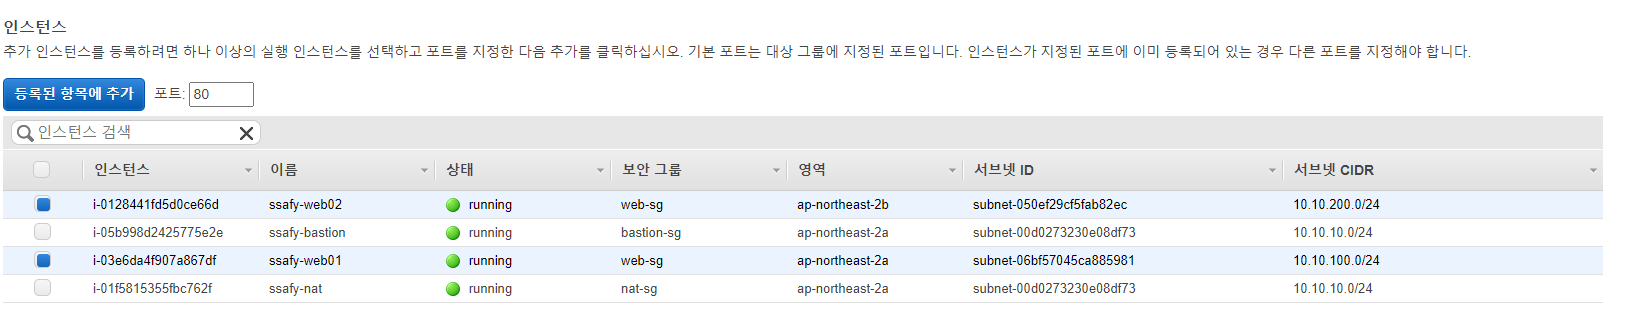 인스턴스
추가 인스턴스를 등록하려면 하나 이상의 실행 인스턴스를 선택하고 포트를 지정한 다음 추가를 클릭하십시오. 기본 포트는 대상 그룹에 지정된 포트입니다. 인스턴스가 지정된 포트에 이미 등록되어 있는 경우 다른 포트를 지정해야 합니다.
등록된 항목에 추가 포트: 80
인스턴스 검색
인스턴스 이름 상태 보안 그룹 영역 서브넷 ID 서브넷 CIDR
i-0128441fd5d0ce66d ssafy-web02 running web-sg ap-northeast-2b subnet-050ef29cf5fab82ec 10.10.200.0/24
i-05b998d2425775e2e ssafy-bastion running bastion-sg ap-northeast-2a subnet-00d0273230e08df73 10.10.10.0/24
i-03e6da4f907a867df ssafy-web01 running web-sg ap-northeast-2a subnet-06bf57045ca885981 10.10.100.0/24
i-01f5815355fbc762f ssafy-nat running nat-sg ap-northeast-2a subnet-00d0273230e08df73 10.10.10.0/24